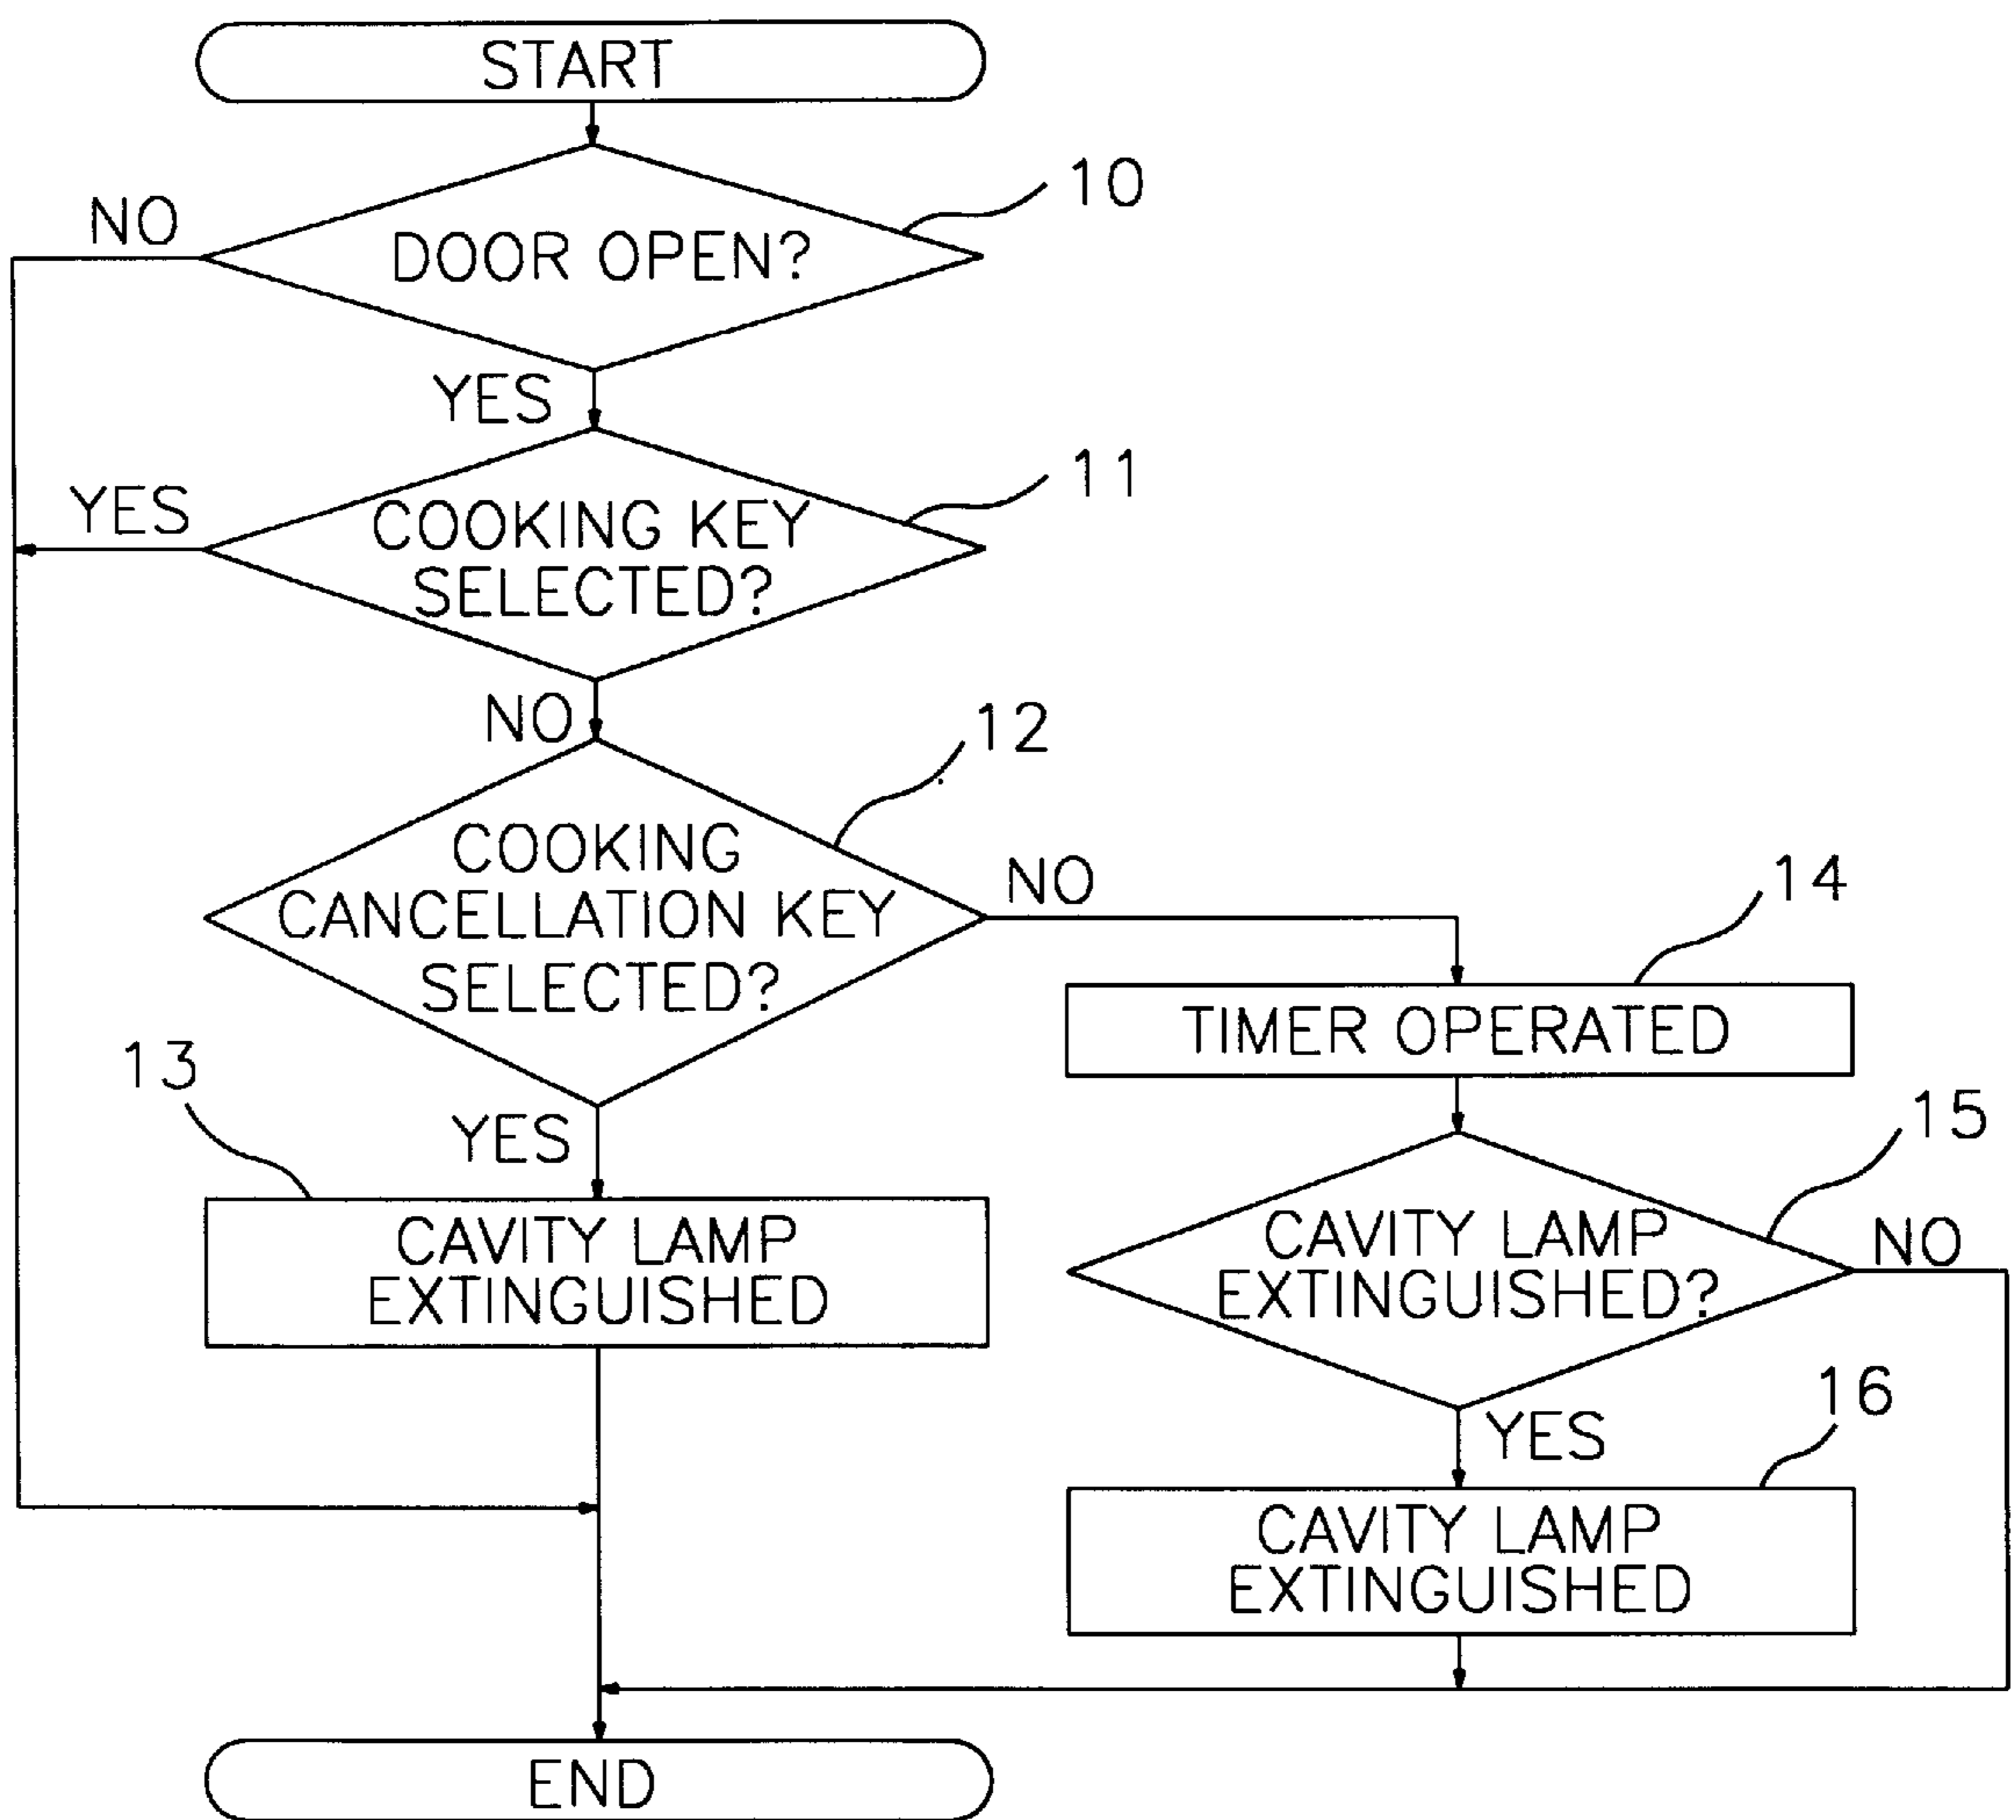 START
10
NO
DOOR OPEN?
YES
11
YES
COOKING KEY
SELECTED?
NO
12
COOKING
CANCELLATION KEY
SELECTED?
NO
14
TIMER OPERATED
13
YES
15
CAVITY LAMP
EXTINGUISHED
CAVITY LAMP
EXTINGUISHED?
NO
16
YES
CAVITY LAMP
EXTINGUISHED
END